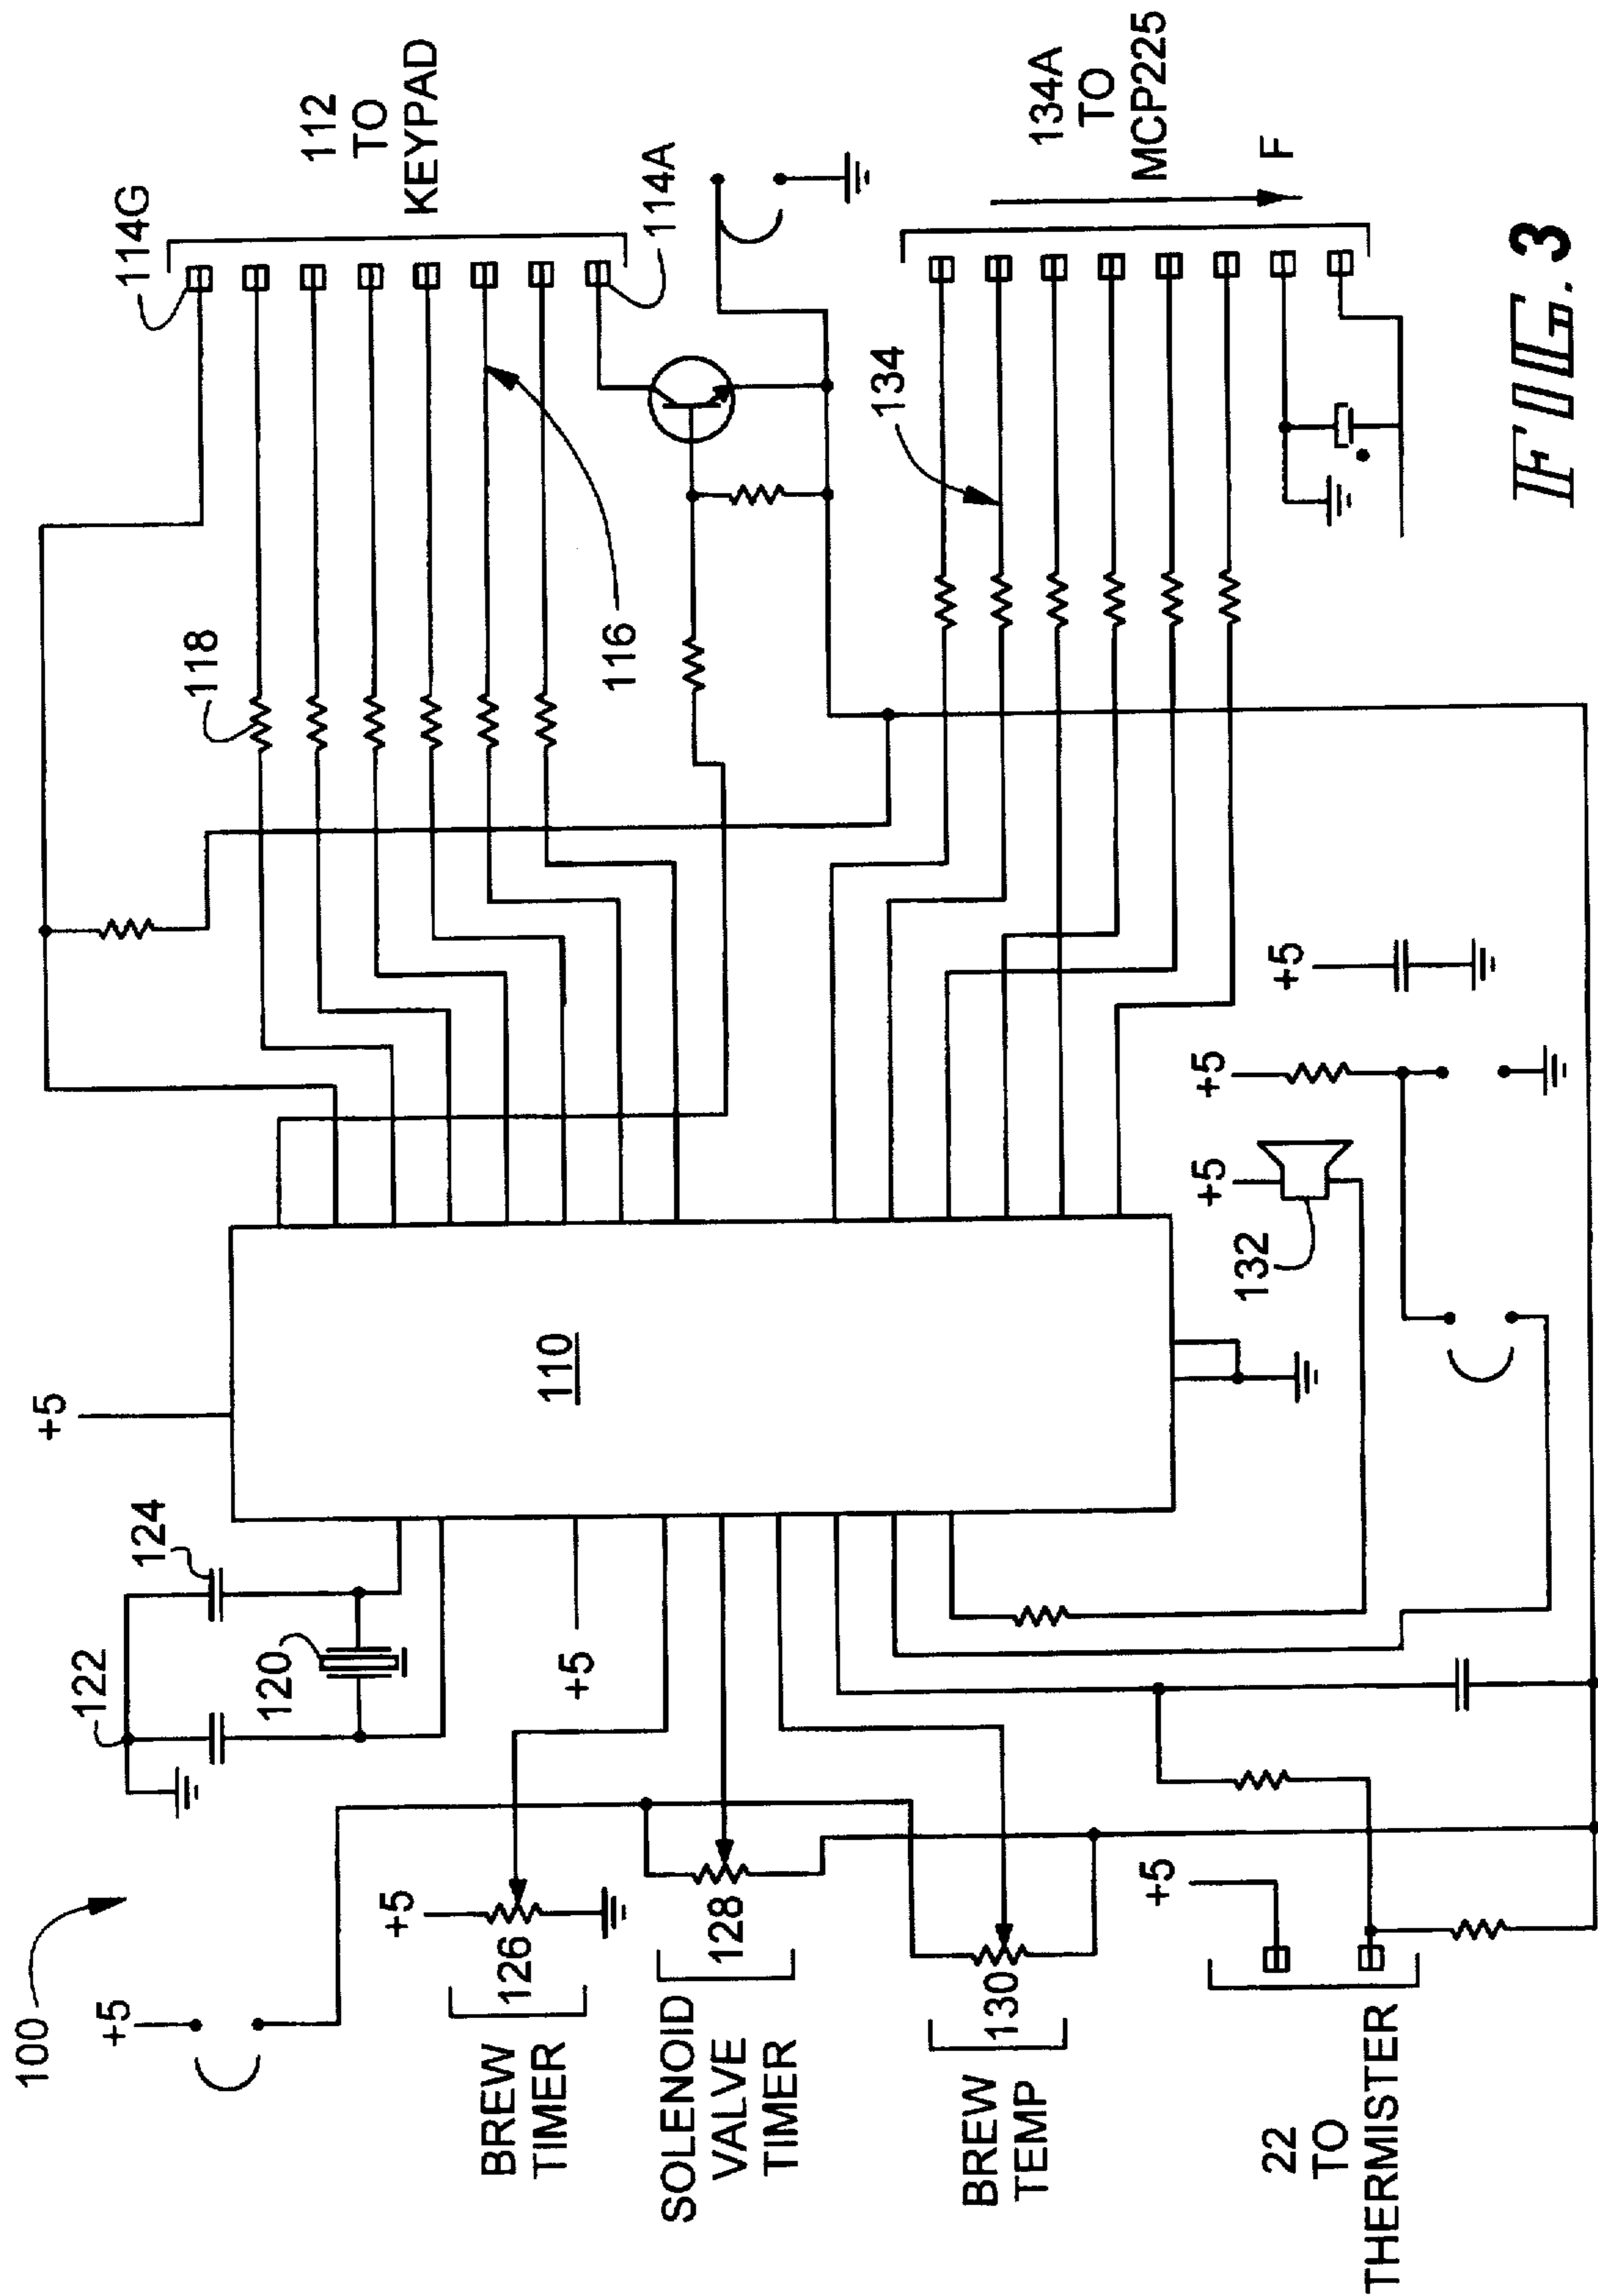 100
+5
122
124
+5
118
114G
112
TO
KEYPAD
120
+5
116
114A
+5
126
BREW
TIMER
110
128
SOLENOID
VALVE
TIMER
134
134A
TO
MCP225
F
130
BREW
TEMP
+5
132
+5
+5
+5
22
TO
THERMISTER
FIG. 3